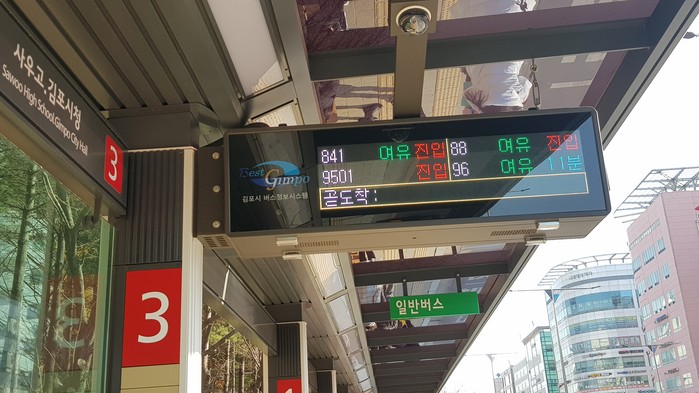 사우고.김포시청
Sawoo High School.Gimpo City Hall
3
3
Best Gimpo
김포시 버스정보시스템
841 여유 진입 88 여유 진입
9501 진입 96 여유 11분
곧도착:
일반버스
1